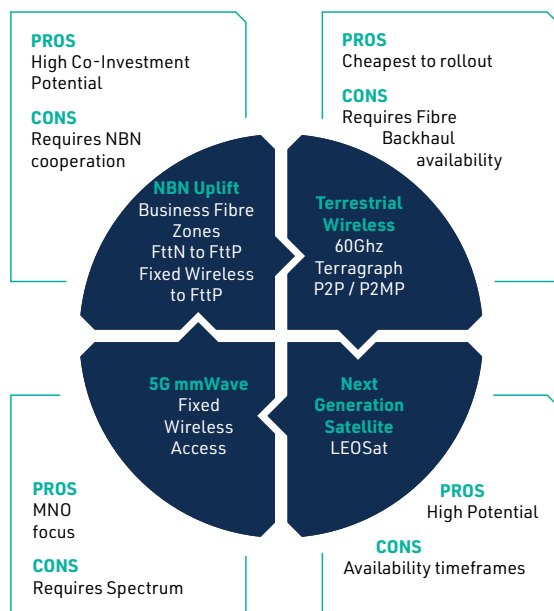 PROS
High Co-Investment
Potential
CONS
Requires NBN
cooperation
PROS
Cheapest to rollout
CONS
Requires Fibre
Backhaul
availability
NBN Uplift
Business Fibre
Zones
FttN to FttP
Fixed Wireless
to FttP
Terrestrial
Wireless
60Ghz
Terragraph
P2P / P2MP
5G mmWave
Fixed
Wireless
Access
Next
Generation
Satellite
LEOSat
PROS
MNO
focus
CONS
Requires Spectrum
PROS
High Potential
CONS
Availability timeframes